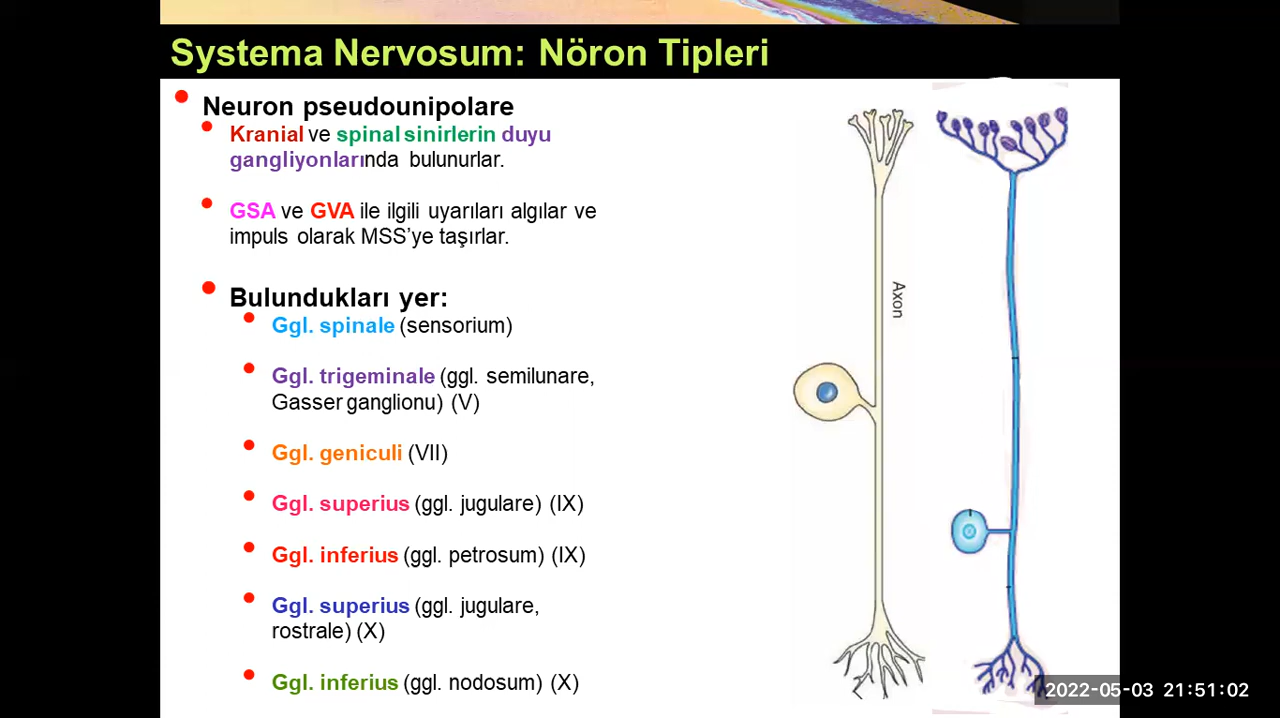 Systema Nervosum: Nöron Tipleri
Neuron pseudounipolare
Kranial ve spinal sinirlerin duyu
gangliyonlarında bulunurlar.
GSA ve GVA ile ilgili uyarıları algılar ve
impuls olarak MSS’ye taşırlar.
Bulundukları yer:
Ggl. spinale (sensorium)
Ggl. trigeminale (ggl. semilunare,
Gasser ganglionu) (V)
Ggl. geniculi (VII)
Ggl. superius (ggl. jugulare) (IX)
Ggl. inferius (ggl. petrosum) (IX)
Ggl. superius (ggl. jugulare,
rostrale) (X)
Ggl. inferius (ggl. nodosum) (X)
Axon
2022-05-03 21:51:02